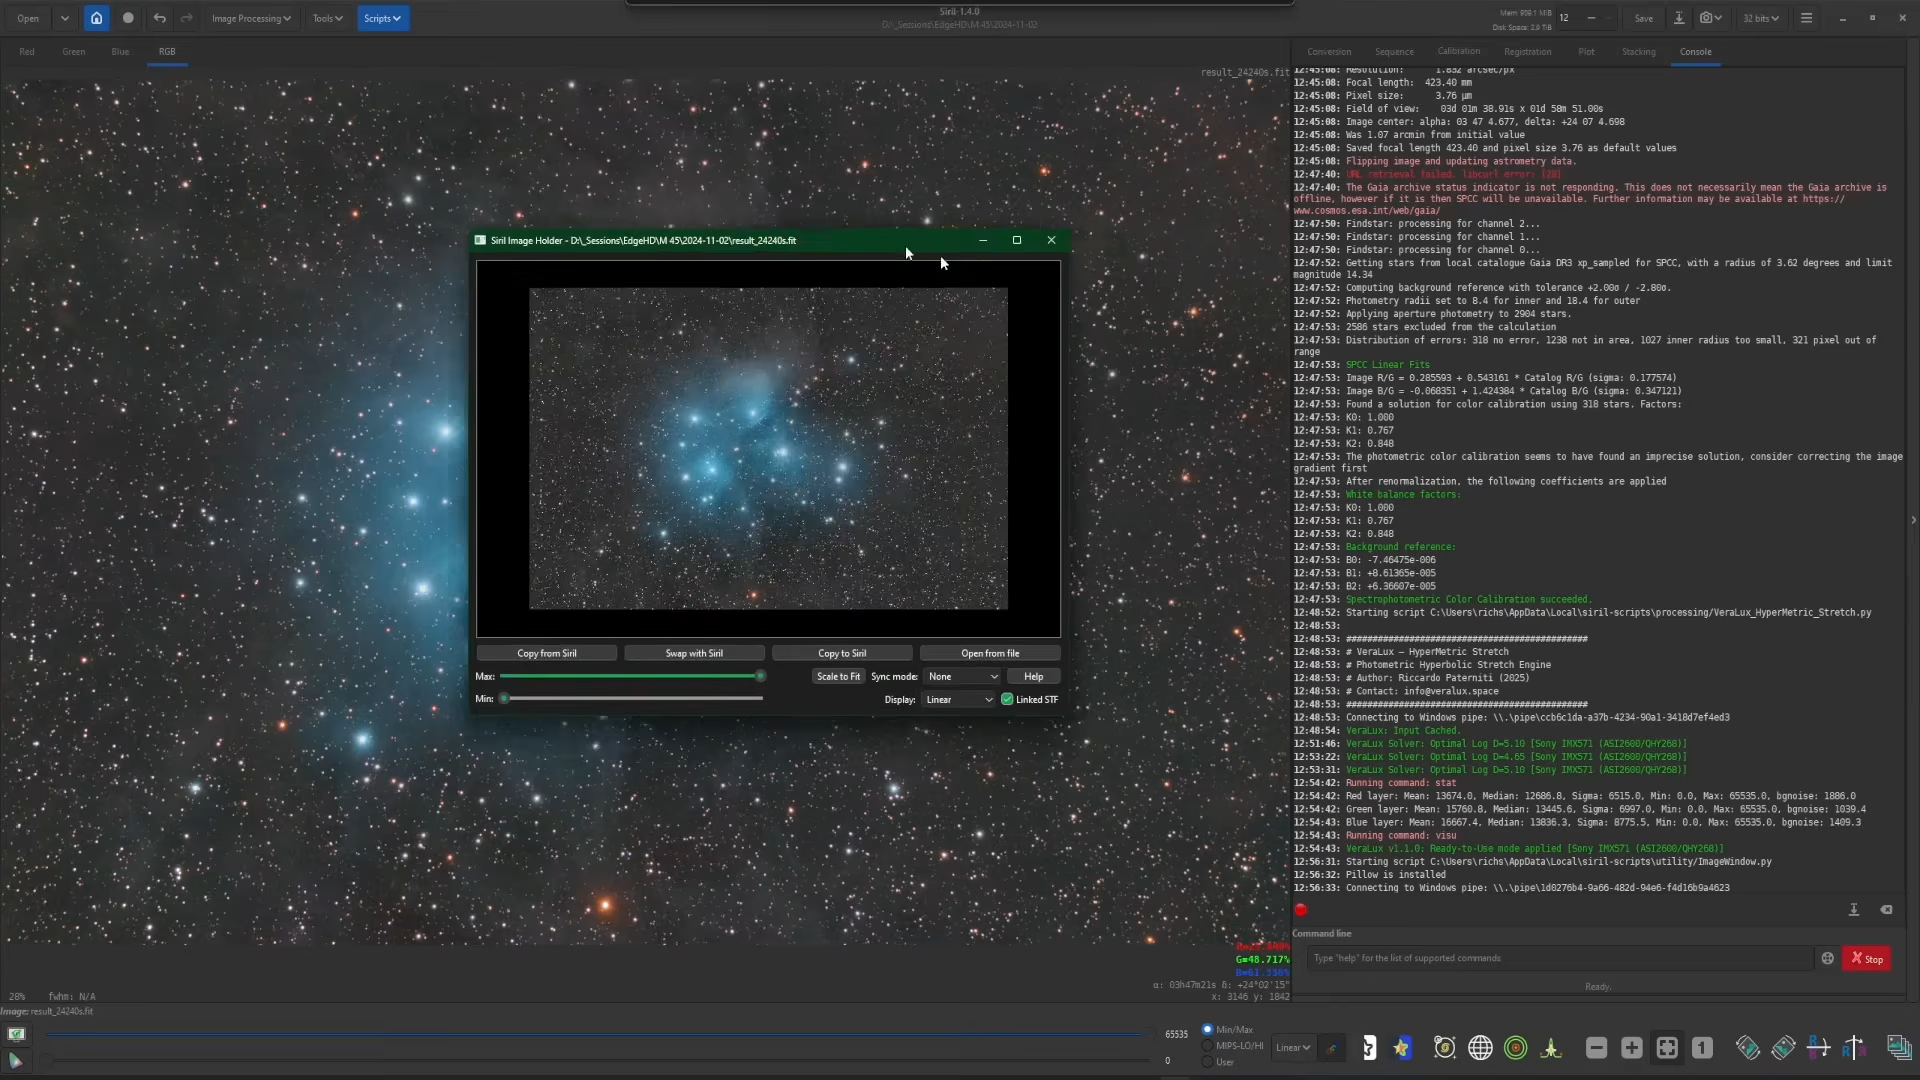 Open
Image Processing
Tools
Scripts
Siril-1.4.0
D:\_Sessions\EdgeHD\M 45\2024-11-02
Mem: 909.1 MiB
Disk Space: 2.9 TiB
12
Save
32 bits
Red
Green
Blue
RGB
result_24240s.fit
Conversion
Sequence
Calibration
Registration
Plot
Stacking
Console
12:45:08: Resolution: 1.832 arcsec/px
12:45:08: Focal length: 423.40 mm
12:45:08: Pixel size: 3.76 µm
12:45:08: Field of view: 03d 01m 38.91s x 01d 58m 51.00s
12:45:08: Image center: alpha: 03 47 4.677, delta: +24 07 4.698
12:45:08: Was 1.07 arcmin from initial value
12:45:08: Saved focal length 423.40 and pixel size 3.76 as default values
12:45:08: Flipping image and updating astrometry data.
12:47:40: URL retrieval failed. libcurl error: [28]
12:47:40: The Gaia archive status indicator is not responding. This does not necessarily mean the Gaia archive is
offline, however if it is then SPCC will be unavailable. Further information may be available at https://
www.cosmos.esa.int/web/gaia/
12:47:50: Findstar: processing for channel 2...
12:47:50: Findstar: processing for channel 1...
12:47:50: Findstar: processing for channel 0...
12:47:52: Getting stars from local catalogue Gaia DR3 xp_sampled for SPCC, with a radius of 3.62 degrees and limit
magnitude 14.34
12:47:52: Computing background reference with tolerance +2.00σ / -2.80σ.
12:47:52: Photometry radii set to 8.4 for inner and 18.4 for outer
12:47:52: Applying aperture photometry to 2904 stars.
12:47:53: 2586 stars excluded from the calculation
12:47:53: Distribution of errors: 318 no error, 1238 not in area, 1027 inner radius too small, 321 pixel out of
range
12:47:53: SPCC Linear Fits
12:47:53: Image R/G = 0.285593 + 0.543161 * Catalog R/G (sigma: 0.177574)
12:47:53: Image B/G = -0.068351 + 1.424384 * Catalog B/G (sigma: 0.347121)
12:47:53: Found a solution for color calibration using 318 stars. Factors:
12:47:53: K0: 1.000
12:47:53: K1: 0.767
12:47:53: K2: 0.848
12:47:53: The photometric color calibration seems to have found an imprecise solution, consider correcting the image
gradient first
12:47:53: After renormalization, the following coefficients are applied
12:47:53: White balance factors:
12:47:53: K0: 1.000
12:47:53: K1: 0.767
12:47:53: K2: 0.848
12:47:53: Background reference:
12:47:53: B0: -7.46475e-006
12:47:53: B1: +8.61365e-005
12:47:53: B2: +6.36607e-005
12:47:53: Spectrophotometric Color Calibration succeeded.
12:48:52: Starting script C:\Users\richs\AppData\Local\siril-scripts\processing/VeraLux_HyperMetric_Stretch.py
12:48:53:
12:48:53: ##############################################
12:48:53: # VeraLux – HyperMetric Stretch
12:48:53: # Photometric Hyperbolic Stretch Engine
12:48:53: # Author: Riccardo Paterniti (2025)
12:48:53: # Contact: info@veralux.space
12:48:53: ##############################################
12:48:53: Connecting to Windows pipe: \\.\pipe\ccb6c1da-a37b-4234-90a1-3418d7ef4ed3
12:48:54: VeraLux: Input Cached.
12:51:46: VeraLux Solver: Optimal Log D=5.10 [Sony IMX571 (ASI2600/QHY268)]
12:53:22: VeraLux Solver: Optimal Log D=4.65 [Sony IMX571 (ASI2600/QHY268)]
12:53:31: VeraLux Solver: Optimal Log D=5.10 [Sony IMX571 (ASI2600/QHY268)]
12:54:42: Running command: stat
12:54:42: Red layer: Mean: 13674.0, Median: 12686.8, Sigma: 6515.0, Min: 0.0, Max: 65535.0, bgnoise: 1886.0
12:54:42: Green layer: Mean: 15760.8, Median: 13445.6, Sigma: 6997.0, Min: 0.0, Max: 65535.0, bgnoise: 1039.4
12:54:43: Blue layer: Mean: 16667.4, Median: 13836.3, Sigma: 8775.5, Min: 0.0, Max: 65535.0, bgnoise: 1409.3
12:54:43: Running command: visu
12:54:43: VeraLux v1.1.0: Ready-to-Use mode applied [Sony IMX571 (ASI2600/QHY268)]
12:56:31: Starting script C:\Users\richs\AppData\Local\siril-scripts\utility/ImageWindow.py
12:56:32: Pillow is installed
12:56:33: Connecting to Windows pipe: \\.\pipe\1d0276b4-9a66-482d-94e6-f4d16b9a4623
Siril Image Holder - D:\_Sessions\EdgeHD\M 45\2024-11-02\result_24240s.fit
Copy from Siril
Swap with Siril
Copy to Siril
Open from file
Max:
Scale to Fit
Sync mode:
None
Help
Min:
Display:
Linear
Linked STF
Command line
Type "help" for the list of supported commands
Stop
Ready.
G=48.717%
α: 03h47m21s δ: +24°02'15"
x: 3146 y: 1842
28%
fwhm: N/A
Image: result_24240s.fit
65535
0
Min/Max
MIPS-LO/HI
User
Linear
1